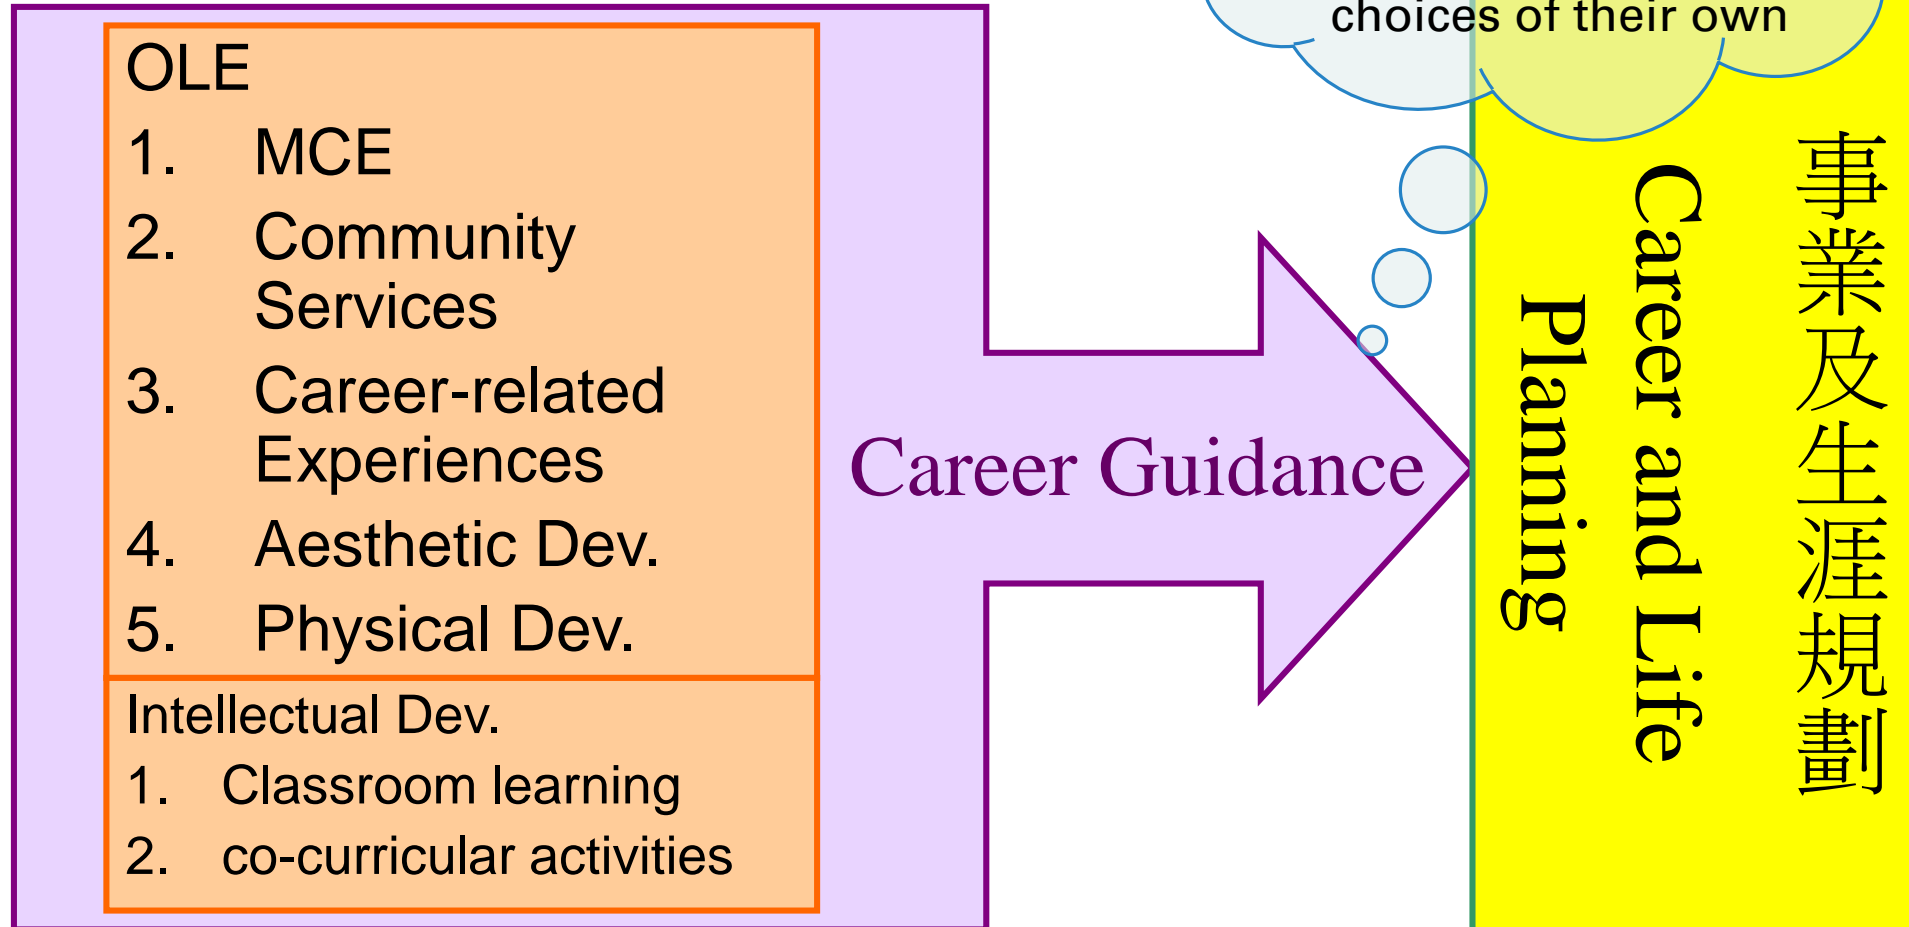 OLE
1. MCE
2. Community
Services
3. Career-related
Experiences
4. Aesthetic Dev.
5. Physical Dev.
Intellectual Dev.
1. Classroom learning
2. co-curricular activities
Career Guidance
choices of their own
事業及生涯規劃
Career and Life
Planning